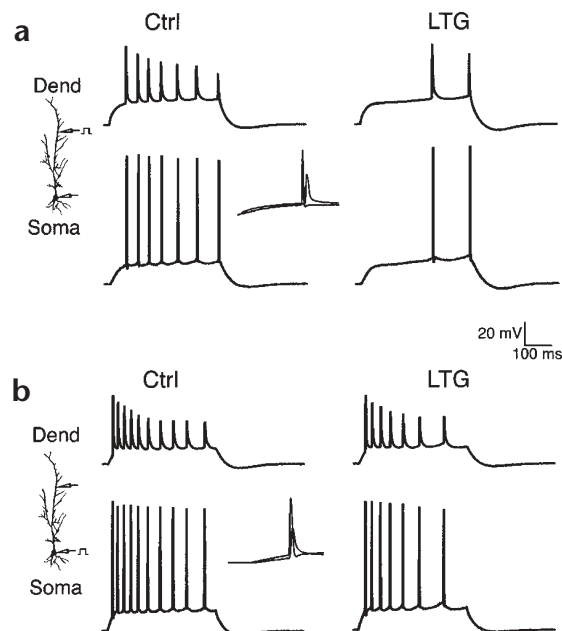 a
Ctrl
LTG
Dend
Soma
20 mV
100 ms
b
Ctrl
LTG
Dend
Soma